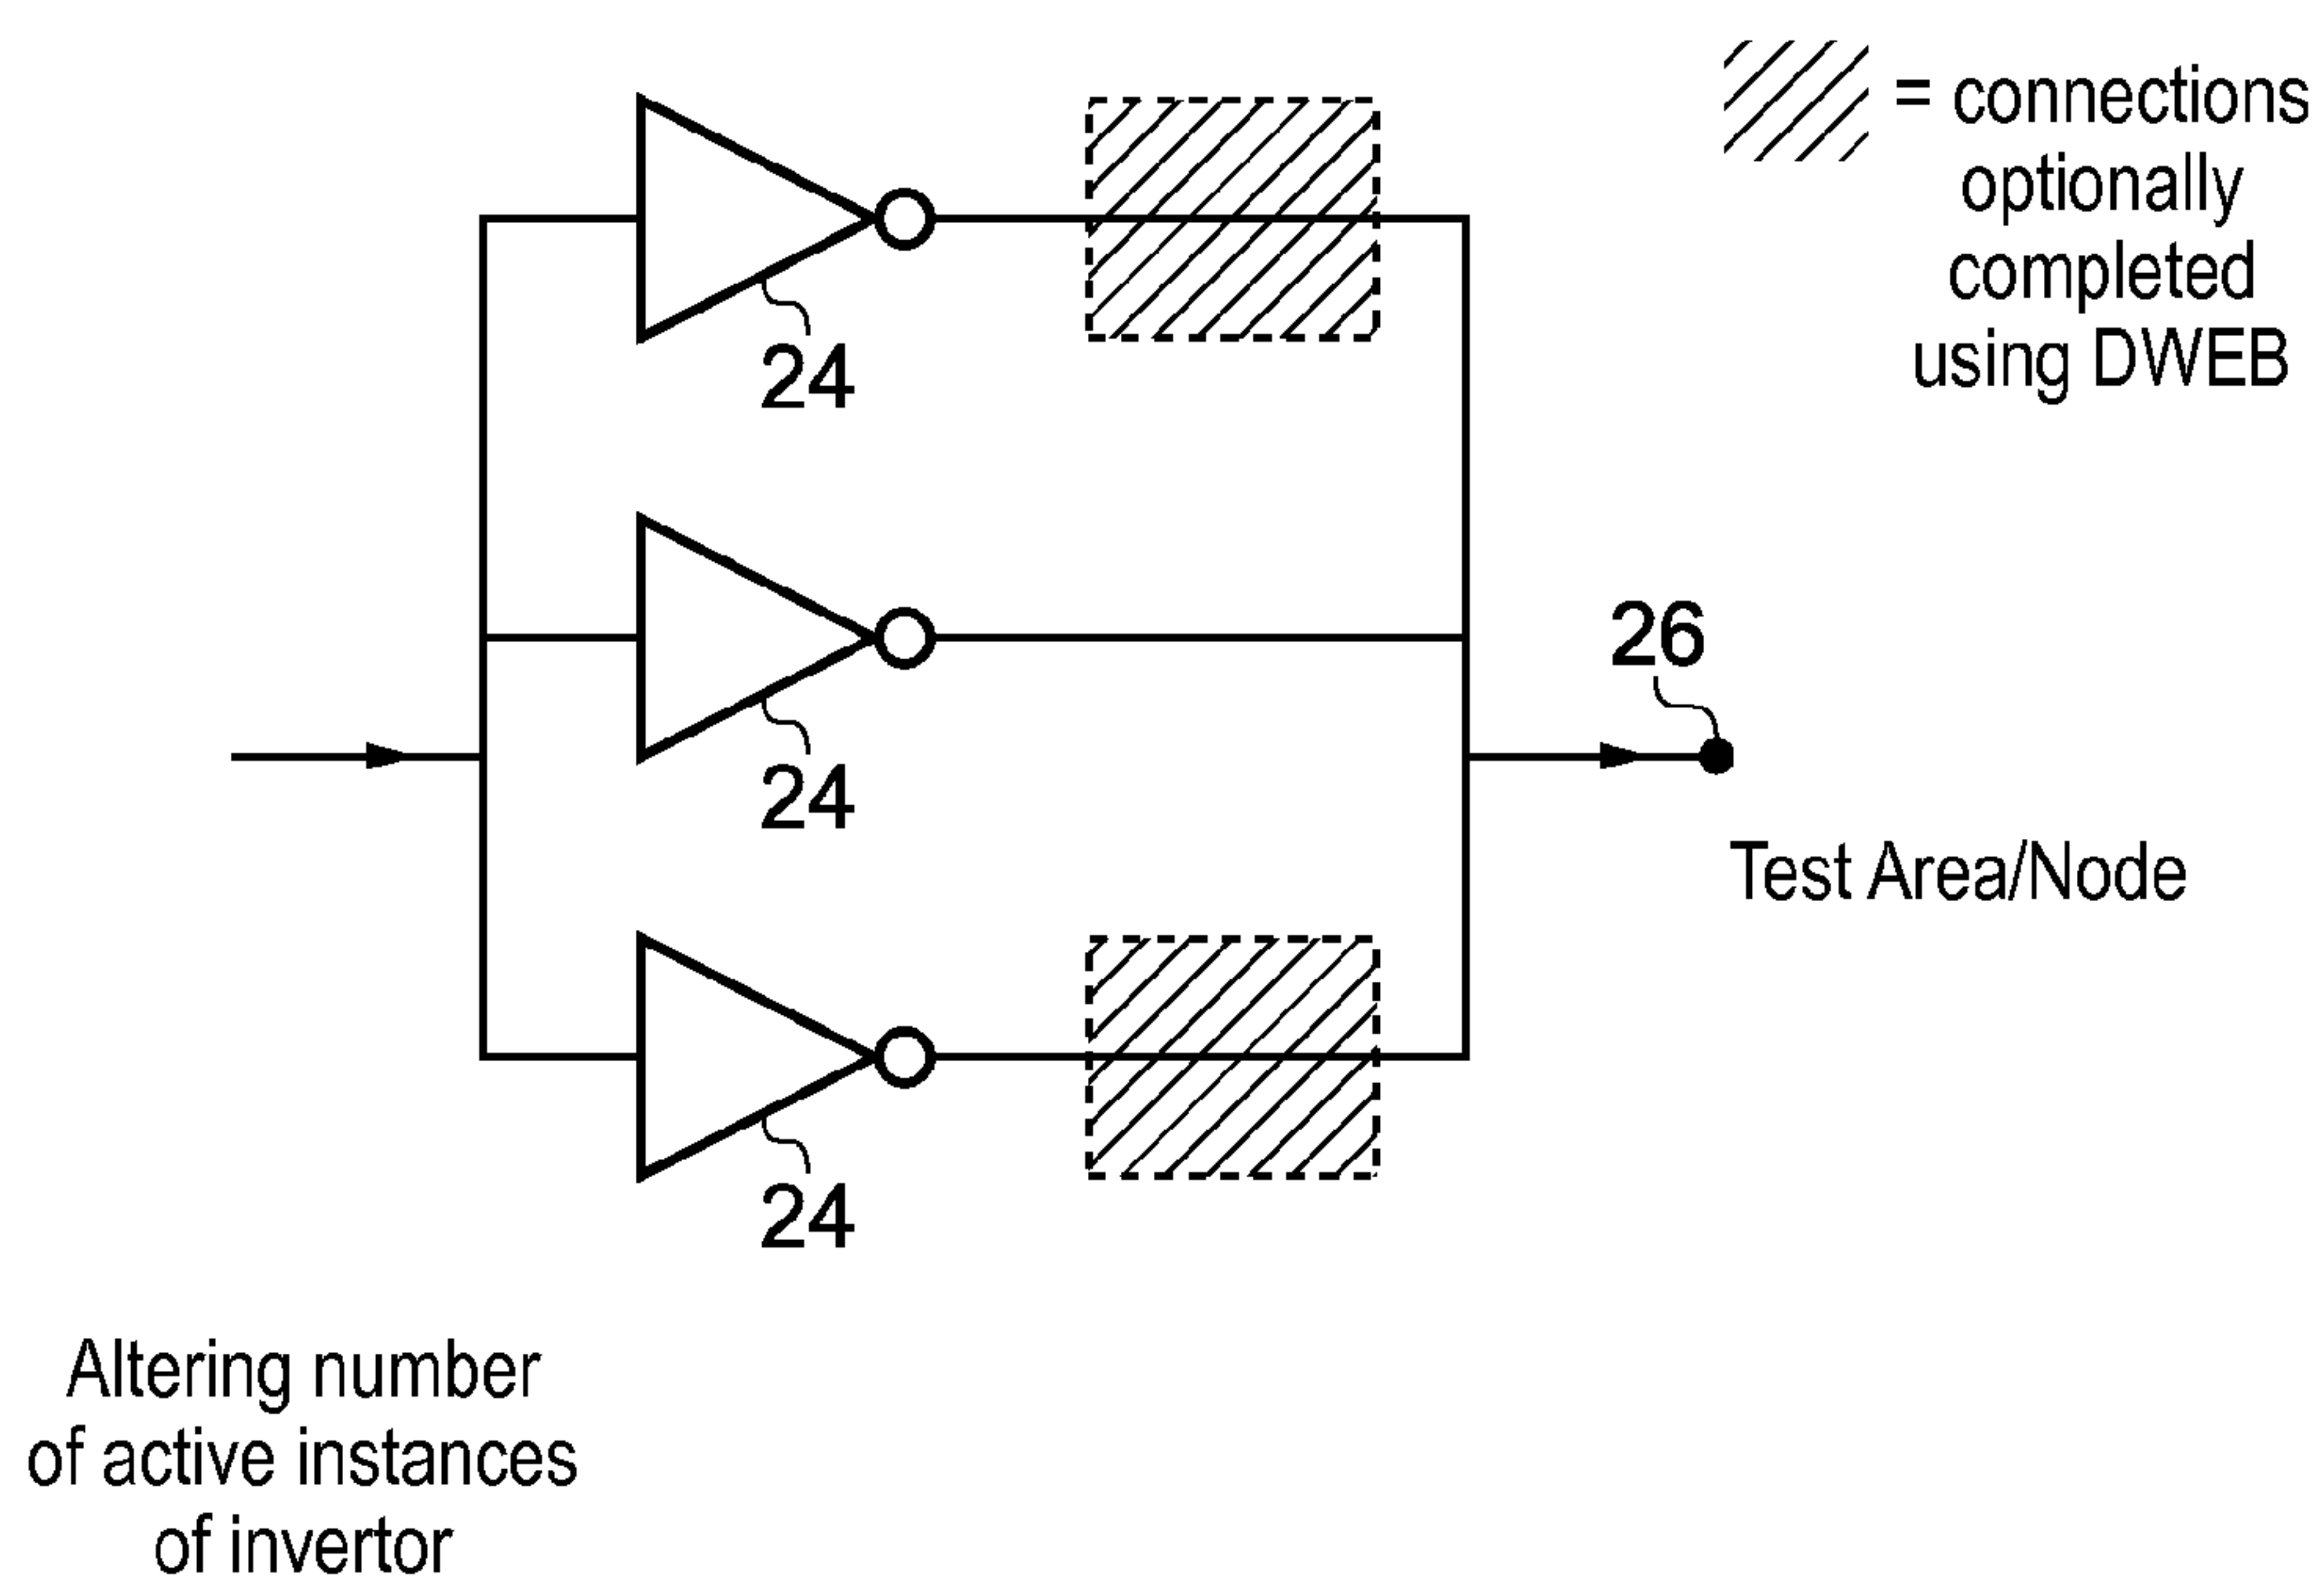 = connections
optionally
completed
using DWEB
24
24
26
Test Area/Node
24
Altering number
of active instances
of invertor